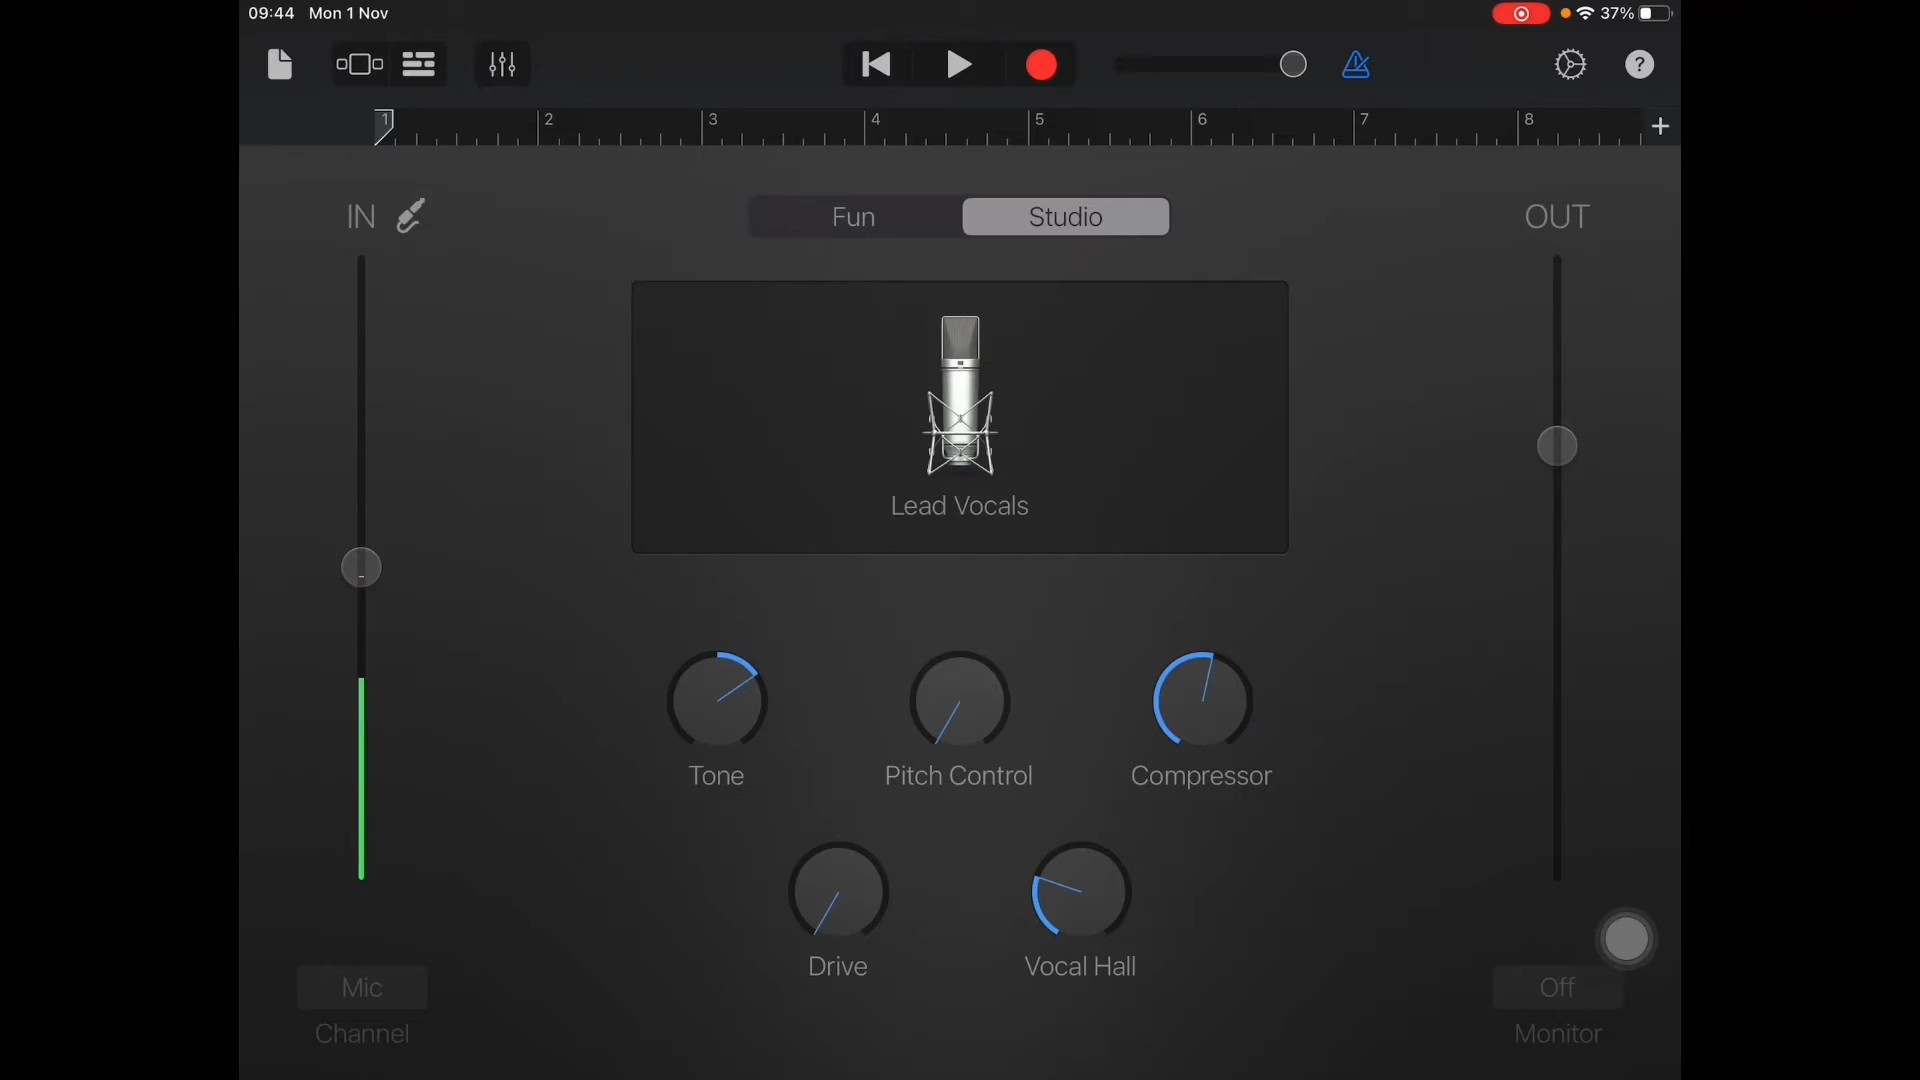 09:44 Mon 1 Nov
37%
?
1 2 3 4 5 6 7 8 +
IN
Fun Studio
OUT
Lead Vocals
Tone Pitch Control Compressor
Drive Vocal Hall
Mic Off
Channel Monitor